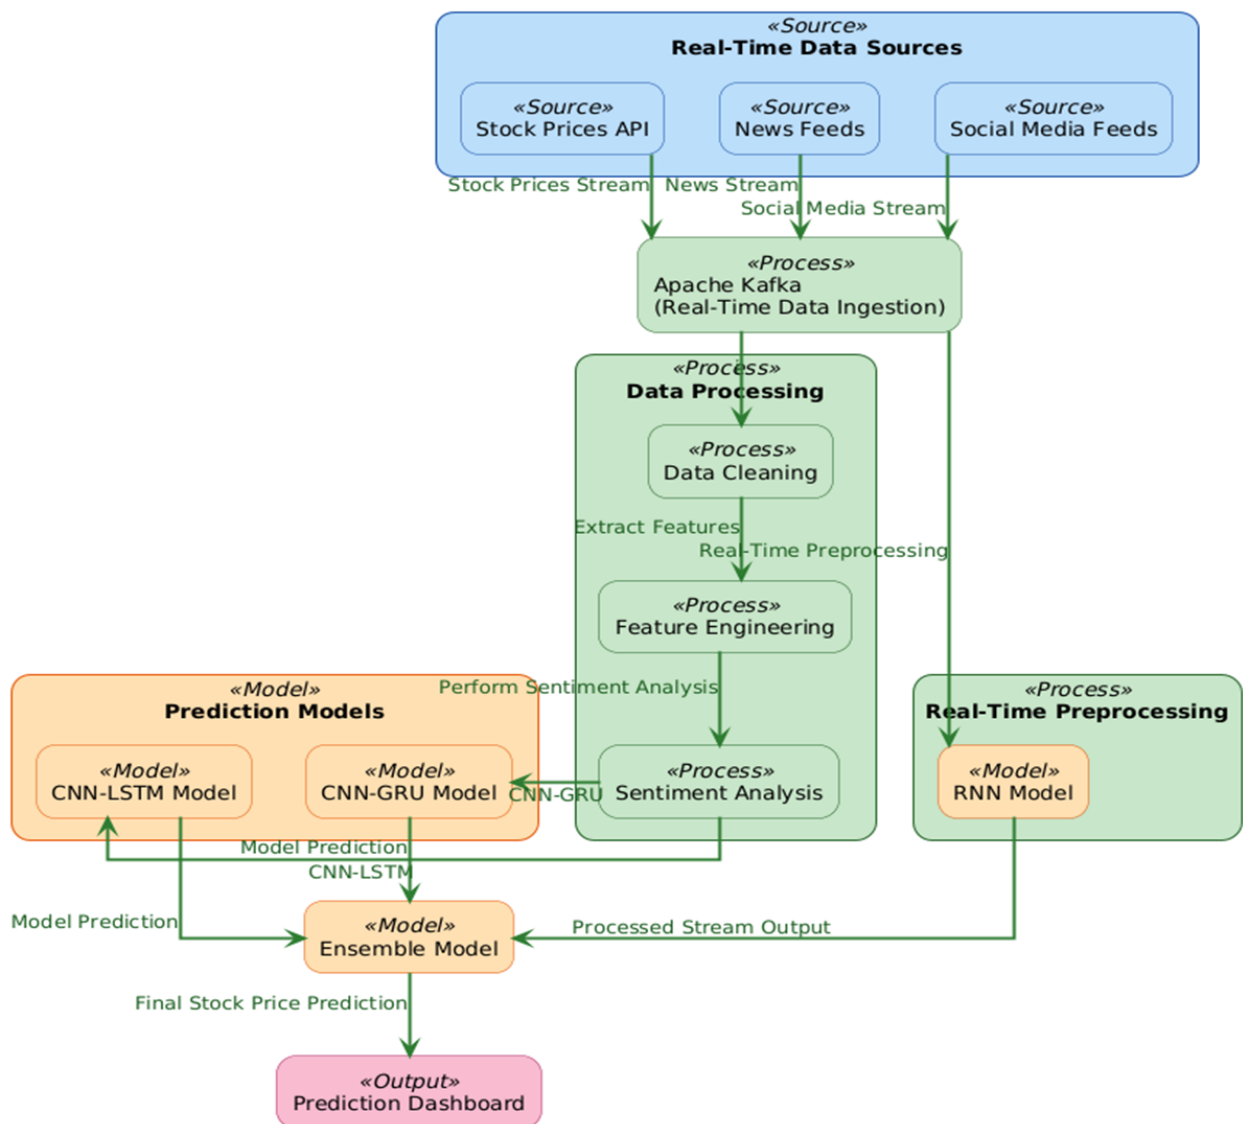 «Source»
Real-Time Data Sources
«Source»
Stock Prices API
«Source»
News Feeds
«Source»
Social Media Feeds
Stock Prices Stream
News Stream
Social Media Stream
«Process»
Apache Kafka
(Real-Time Data Ingestion)
«Process»
Data Processing
«Process»
Data Cleaning
Extract Features
Real-Time Preprocessing
«Process»
Feature Engineering
Perform Sentiment Analysis
«Model»
Prediction Models
«Process»
Real-Time Preprocessing
«Model»
CNN-LSTM Model
«Model»
CNN-GRU Model
CNN-GRU
«Process»
Sentiment Analysis
«Model»
RNN Model
Model Prediction
CNN-LSTM
Model Prediction
«Model»
Ensemble Model
Processed Stream Output
Final Stock Price Prediction
«Output»
Prediction Dashboard